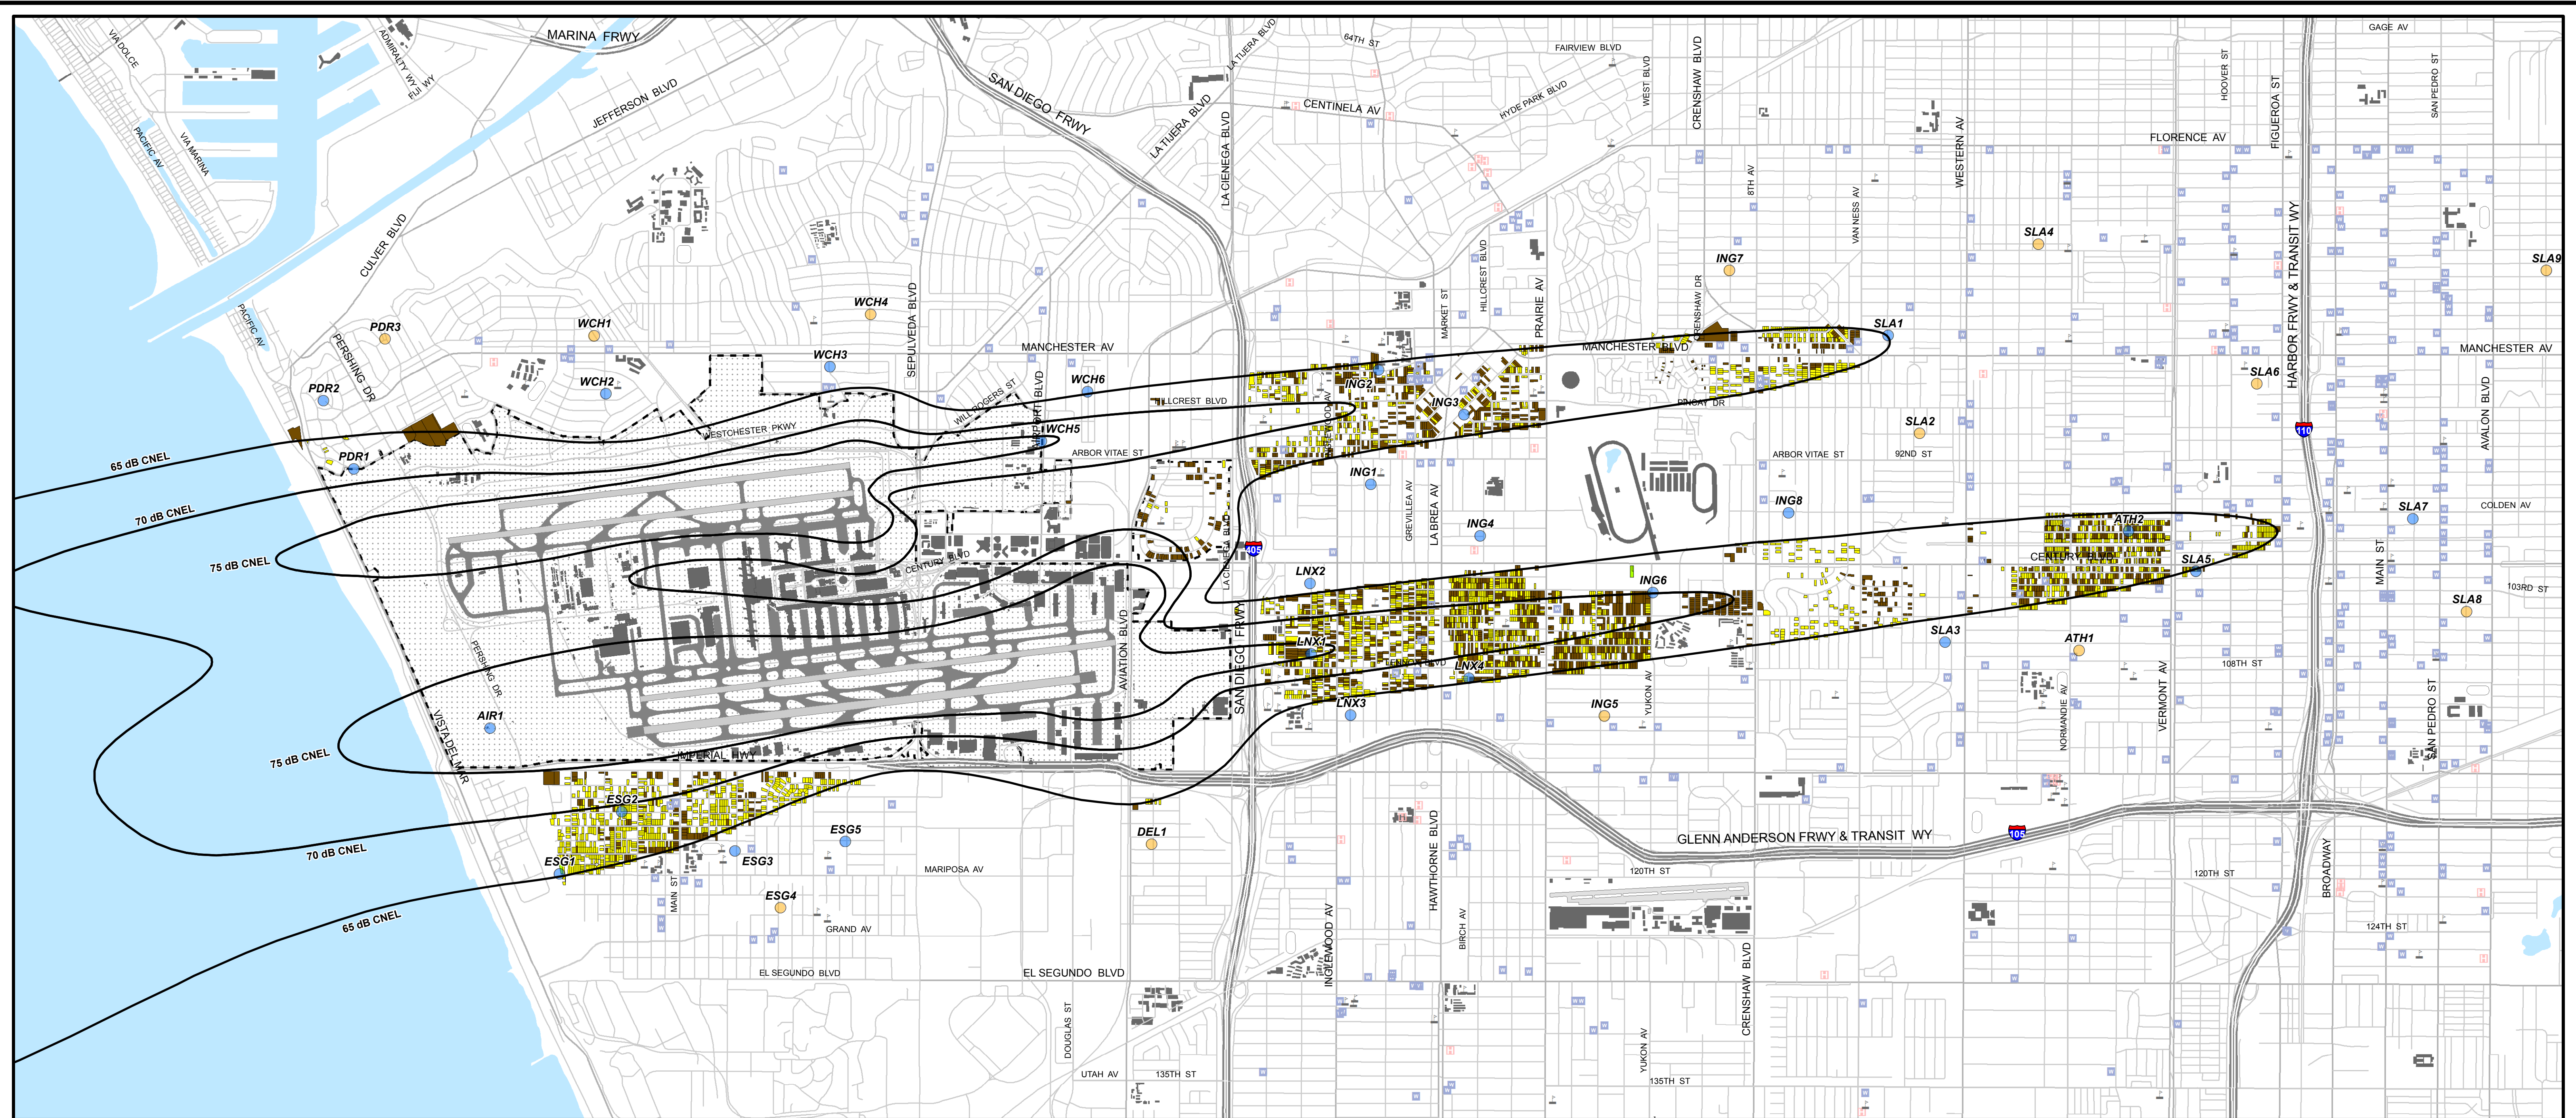 MARINA FRWY
GAGE AV
VIA DOLCE
ADMIRALTY WY
FIJI WY
64TH ST
FAIRVIEW BLVD
LA TIJERA BLVD
WEST BLVD
CRENSHAW BLVD
HOOVER ST
FIGUEROA ST
SAN PEDRO ST
SAN DIEGO FRWY
JEFFERSON BLVD
CENTINELA AV
HYDE PARK BLVD
PACIFIC AV
VIA MARINA
LA TIJERA BLVD
LA CIENEGA BLVD
FLORENCE AV
WESTERN AV
8TH AV
VAN NESS AV
CULVER BLVD
SLA4
HARBOR FRWY & TRANSIT WY
ING7
SLA9
HILLCREST BLVD
MARKET ST
PRAIRIE AV
CRENSHAW DR
SEPULVEDA BLVD
WCH4
PACIFIC AV
PDR3
WCH1
PERSHING DR
SLA1
MANCHESTER AV
MANCHESTER BLVD
MANCHESTER AV
WCH3
WCH6
WCH2
PDR2
ING2
SLA6
AVALON BLVD
WILL ROGERS ST
AIRPORT BLVD
HILLCREST BLVD
ING3
PINCAY DR
SLA2
WESTCHESTER PKWY
WCH5
110
65 dB CNEL
PDR1
ARBOR VITAE ST
ARBOR VITAE ST
92ND ST
ING1
GREVILLEA AV
LA BREA AV
70 dB CNEL
ING8
SLA7
COLDEN AV
ING4
ATH2
LA CIENEGA BLVD
405
CENTURY BLVD
CENTURY BLVD
75 dB CNEL
SLA5
MAIN ST
LNX2
ING6
103RD ST
SLA8
AVIATION BLVD
SAN DIEGO FRWY
LNX1
SLA3
ATH1
PERSHING DR
LENNOX BLVD
LNX4
108TH ST
YUKON AV
NORMANDIE AV
VERMONT AV
SAN PEDRO ST
LNX3
ING5
AIR1
VISTA DEL MAR
75 dB CNEL
IMPERIAL HWY
ESG2
ESG5
DEL1
GLENN ANDERSON FRWY & TRANSIT WY
105
70 dB CNEL
ESG1
ESG3
MARIPOSA AV
HAWTHORNE BLVD
120TH ST
120TH ST
BROADWAY
MAIN ST
ESG4
65 dB CNEL
GRAND AV
INGLEWOOD AV
BIRCH AV
124TH ST
CRENSHAW BLVD
EL SEGUNDO BLVD
EL SEGUNDO BLVD
DOUGLAS ST
YUKON AV
UTAH AV
135TH ST
135TH ST